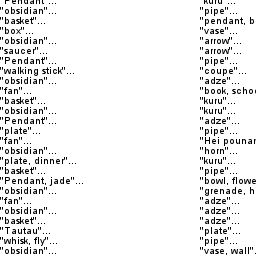 "Pendant"... "kuru"...
"obsidian"... "pipe"...
"basket"... "pendant, b
"box"... "vase"...
"obsidian"... "arrow"...
"saucer"... "arrow"...
"Pendant"... "pipe"...
"walking stick"... "coupe"...
"obsidian"... "adze"...
"fan"... "book, schoo
"basket"... "kuru"...
"obsidian"... "kuru"...
"Pendant"... "adze"...
"plate"... "pipe"...
"fan"... "Hei pounar
"obsidian"... "horn"...
"plate, dinner"... "kuru"...
"basket"... "pipe"...
"Pendant, jade"... "bowl, flowe
"obsidian"... "grenade, h
"fan"... "adze"...
"obsidian"... "adze"...
"basket"... "adze"...
"Tautau"... "plate"...
"whisk, fly"... "pipe"...
"obsidian"... "vase, wall".